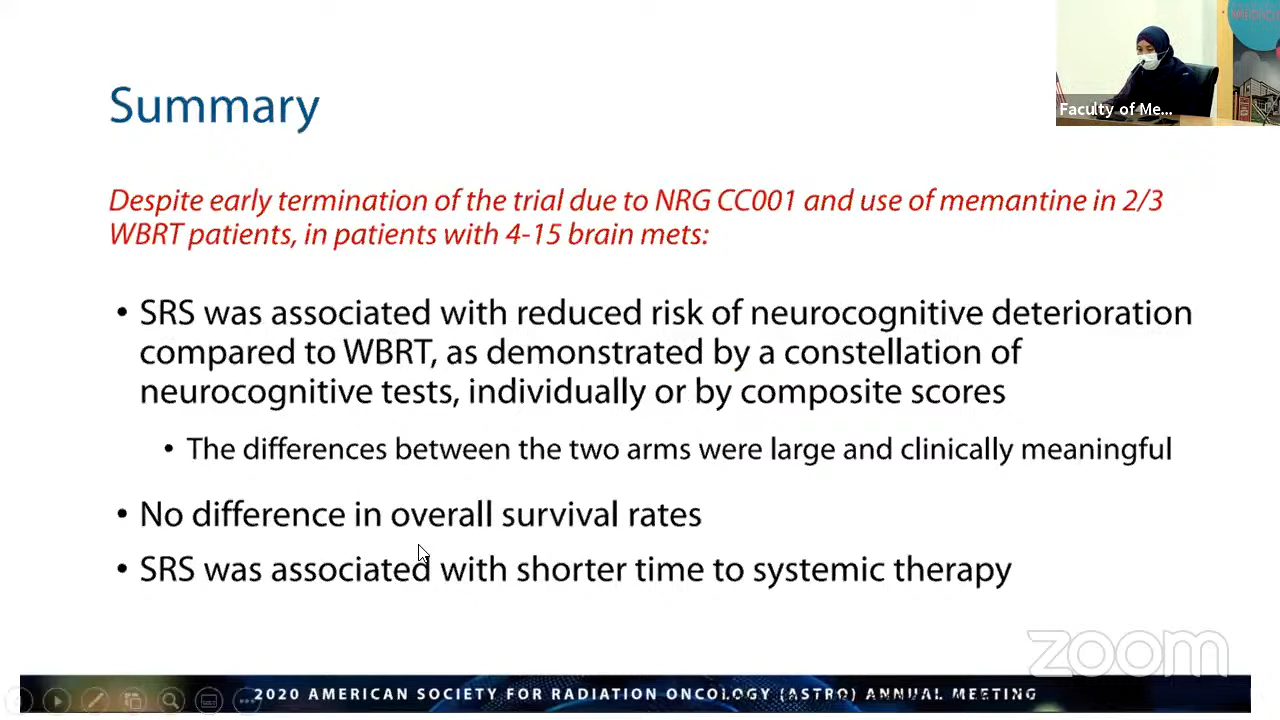 Summary
Faculty of Me...
Despite early termination of the trial due to NRG CC001 and use of memantine in 2/3
WBRT patients, in patients with 4-15 brain mets:
• SRS was associated with reduced risk of neurocognitive deterioration
compared to WBRT, as demonstrated by a constellation of
neurocognitive tests, individually or by composite scores
• The differences between the two arms were large and clinically meaningful
• No difference in overall survival rates
• SRS was associated with shorter time to systemic therapy
zoom
2020 AMERICAN SOCIETY FOR RADIATION ONCOLOGY (ASTRO) ANNUAL MEETING